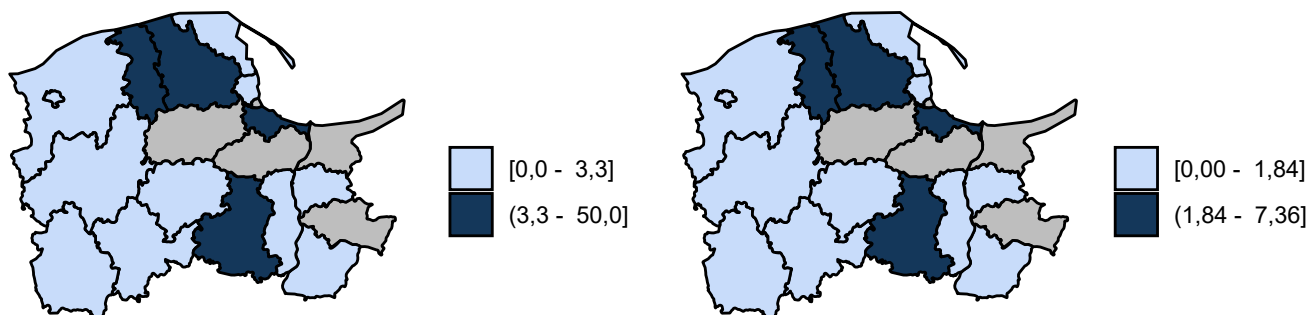 [0,0 - 3,3]
(3,3 - 50,0]
[0,00 - 1,84]
(1,84 - 7,36]